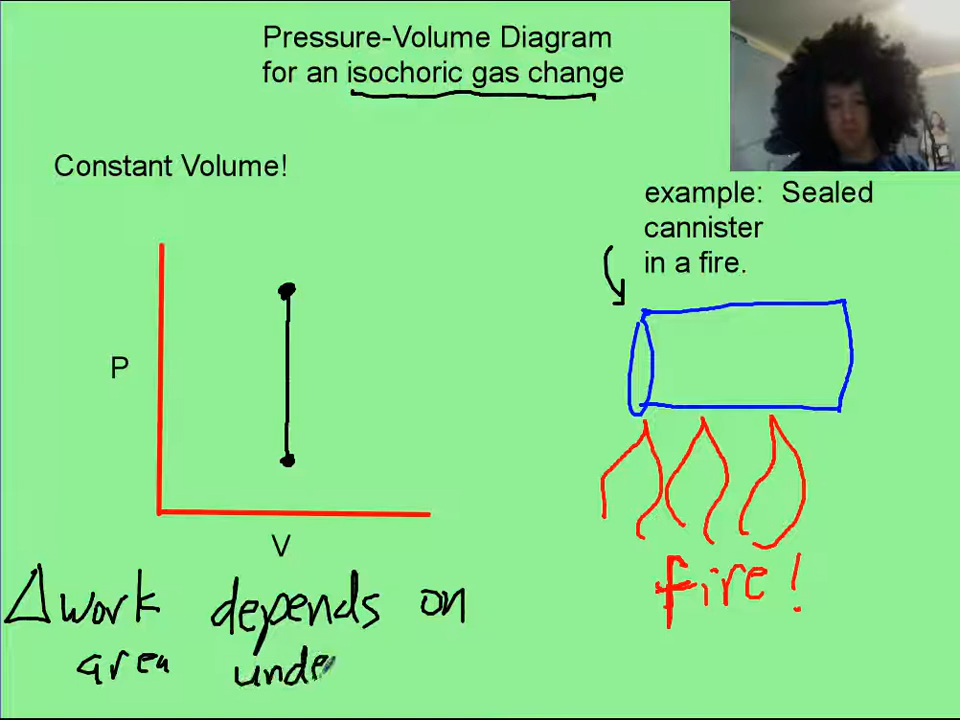 Pressure-Volume Diagram
for an isochoric gas change
Constant Volume!
example: Sealed
cannister
in a fire.
P
V
fire!
Δwork depends on
area unde